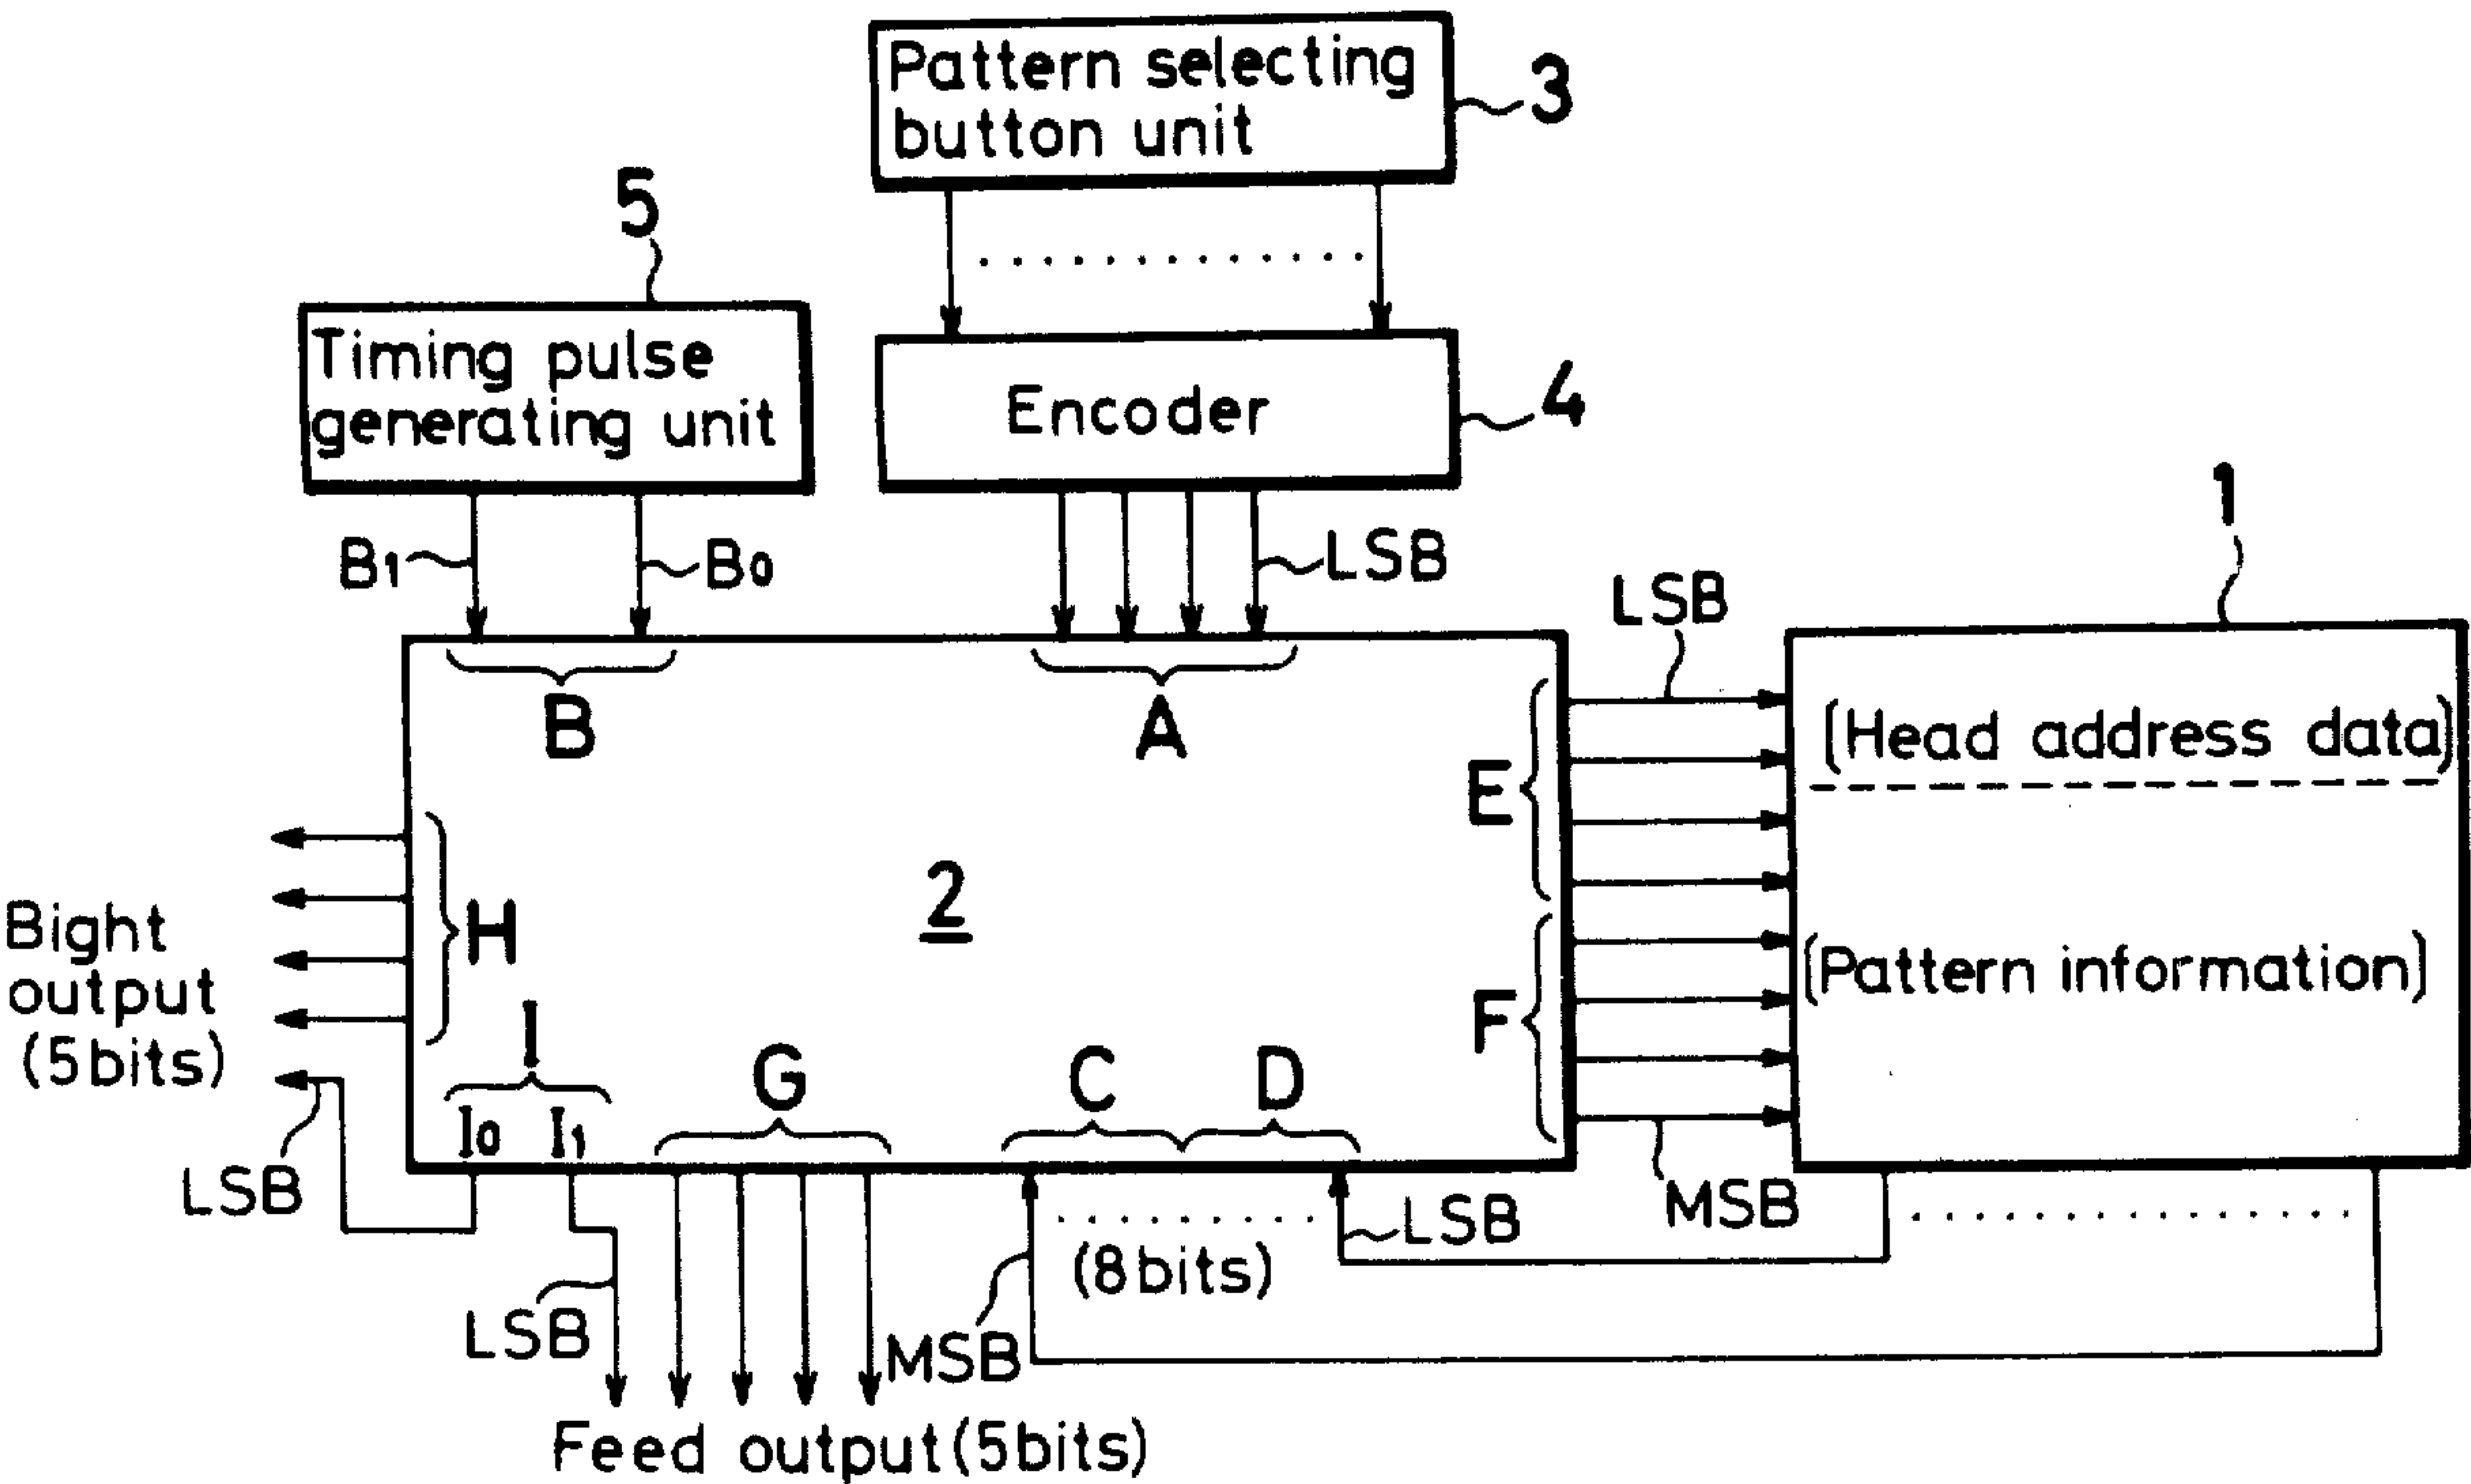 Pattern selecting
button unit
3
5
Timing pulse
generating unit
Encoder
4
1
B1
B0
LSB
LSB
B
A
(Head address data)
E
2
H
Bight
output
(5bits)
(Pattern information)
F
I
G
C
D
I0
I1
LSB
MSB
LSB
(8bits)
LSB
MSB
Feed output(5bits)